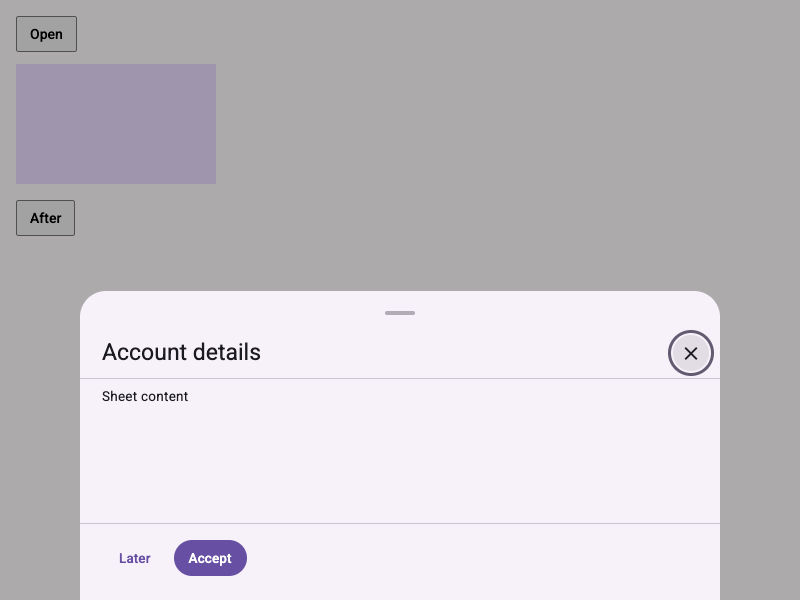 Open
After
Account details
Sheet content
Later Accept